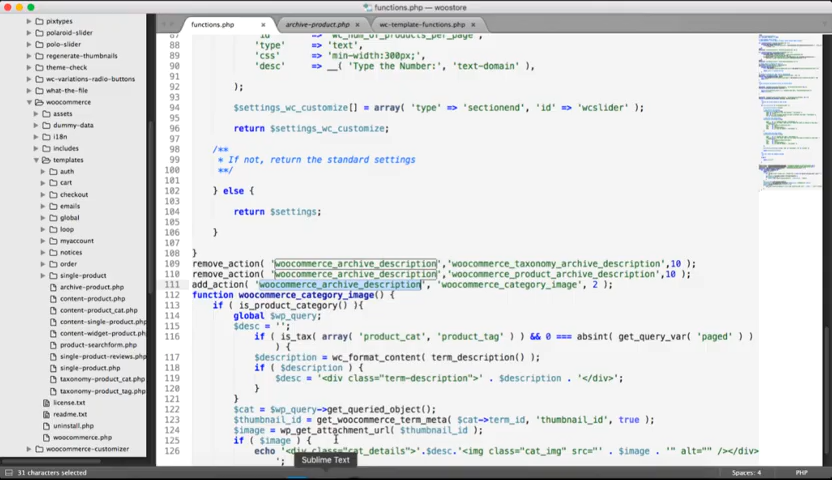 functions.php — woostore
functions.php × archive-product.php × wc-template-functions.php ×
pixtypes
polaroid-slider
polo-slider
regenerate-thumbnails
theme-check
wc-variations-radio-buttons
what-the-file
woocommerce
assets
dummy-data
i18n
includes
templates
auth
cart
checkout
emails
global
loop
myaccount
notices
order
single-product
archive-product.php
content-product.php
content-product_cat.php
content-single-product.php
content-widget-product.php
product-searchform.php
single-product-reviews.php
single-product.php
taxonomy-product_cat.php
taxonomy-product_tag.php
license.txt
readme.txt
uninstall.php
woocommerce.php
woocommerce-customizer
87 'id' => 'wc_num_of_products_per_page',
88 'type' => 'text',
89 'css' => 'min-width:300px;',
90 'desc' => __( 'Type the Number:', 'text-domain' ),
91
92 );
93
94 $settings_wc_customize[] = array( 'type' => 'sectionend', 'id' => 'wcslider' );
95
96 return $settings_wc_customize;
97
98 /**
99 * If not, return the standard settings
100 **/
101
102 } else {
103
104 return $settings;
105
106 }
107
108 }
109 remove_action( 'woocommerce_archive_description','woocommerce_taxonomy_archive_description',10 );
110 remove_action( 'woocommerce_archive_description','woocommerce_product_archive_description',10 );
111 add_action( 'woocommerce_archive_description', 'woocommerce_category_image', 2 );
112 function woocommerce_category_image() {
113 if ( is_product_category() ){
114 global $wp_query;
115 $desc = '';
116 if ( is_tax( array( 'product_cat', 'product_tag' ) ) && 0 === absint( get_query_var( 'paged' ) )
) {
117 $description = wc_format_content( term_description() );
118 if ( $description ) {
119 $desc = '<div class="term-description">' . $description . '</div>';
120 }
121 }
122 $cat = $wp_query->get_queried_object();
123 $thumbnail_id = get_woocommerce_term_meta( $cat->term_id, 'thumbnail_id', true );
124 $image = wp_get_attachment_url( $thumbnail_id );
125 if ( $image ) {
126 echo '<div class="cat_details">'.$desc.'<img class="cat_img" src="' . $image . '" alt="" /></div>
';
Sublime Text
31 characters selected
Spaces: 4
PHP